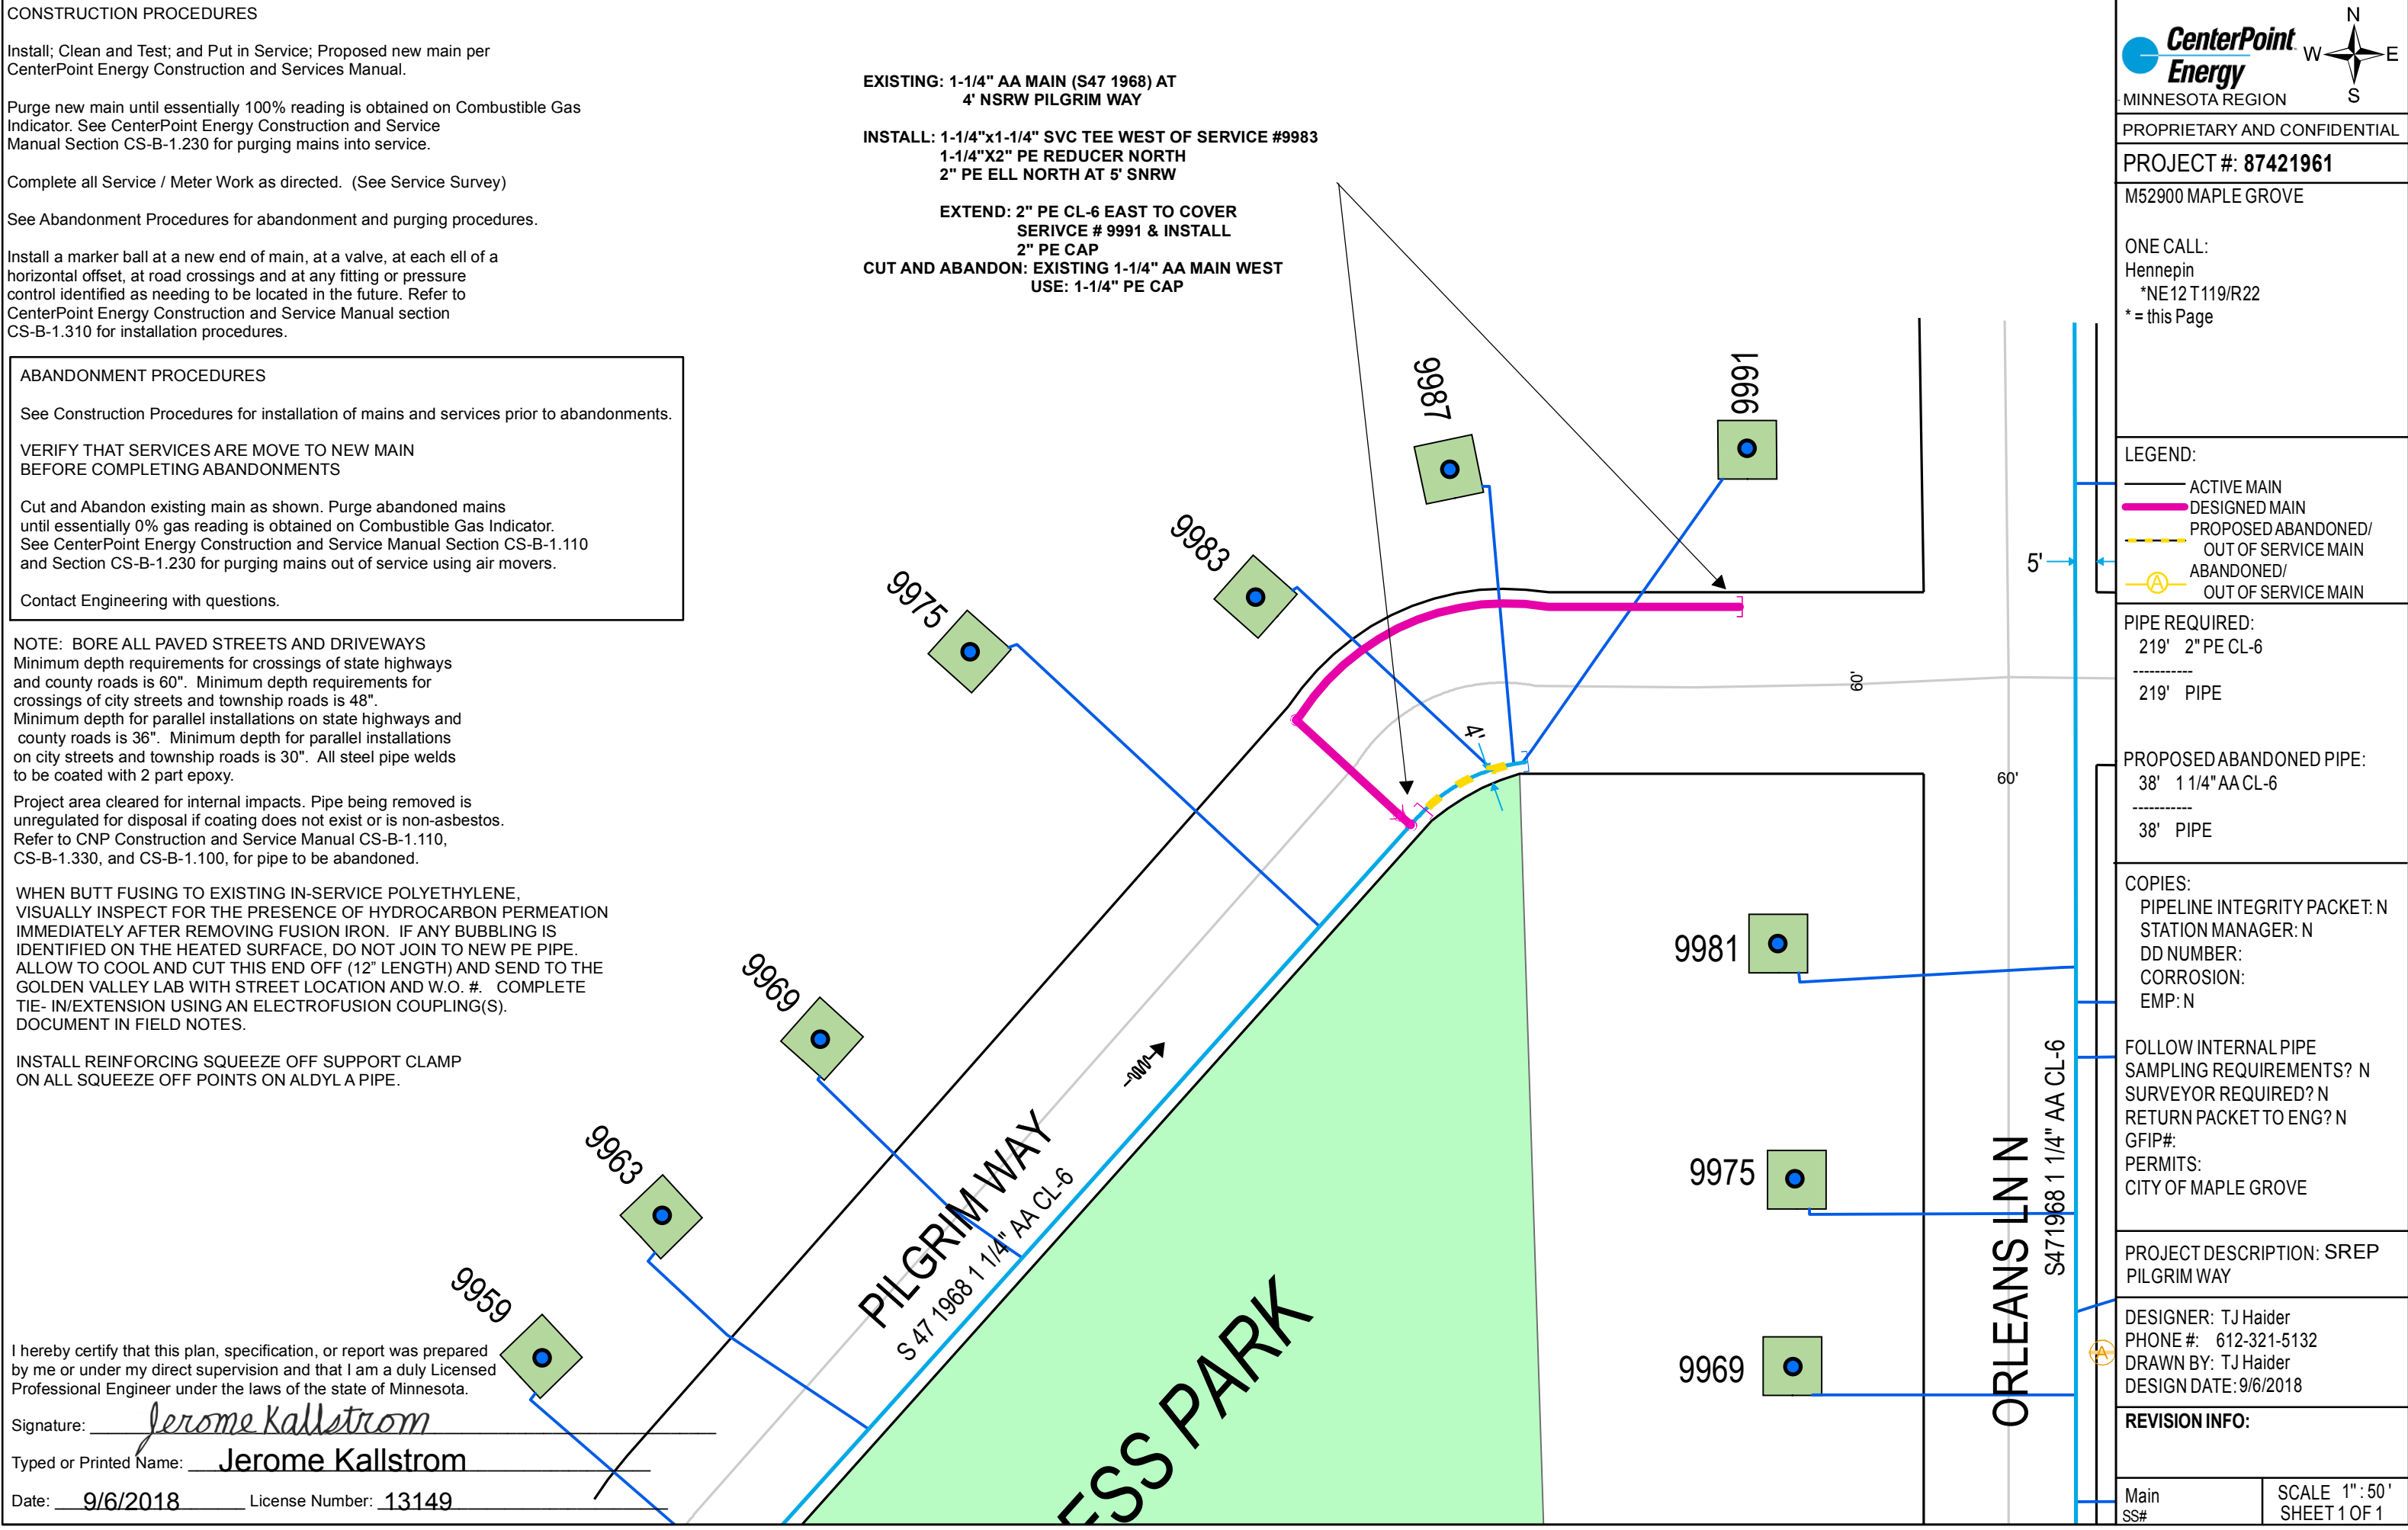 CONSTRUCTION PROCEDURES
Install; Clean and Test; and Put in Service; Proposed new main per
CenterPoint Energy Construction and Services Manual.
Purge new main until essentially 100% reading is obtained on Combustible Gas
Indicator. See CenterPoint Energy Construction and Service
Manual Section CS-B-1.230 for purging mains into service.
Complete all Service / Meter Work as directed. (See Service Survey)
See Abandonment Procedures for abandonment and purging procedures.
Install a marker ball at a new end of main, at a valve, at each ell of a
horizontal offset, at road crossings and at any fitting or pressure
control identified as needing to be located in the future. Refer to
CenterPoint Energy Construction and Service Manual section
CS-B-1.310 for installation procedures.
ABANDONMENT PROCEDURES
See Construction Procedures for installation of mains and services prior to abandonments.
VERIFY THAT SERVICES ARE MOVE TO NEW MAIN
BEFORE COMPLETING ABANDONMENTS
Cut and Abandon existing main as shown. Purge abandoned mains
until essentially 0% gas reading is obtained on Combustible Gas Indicator.
See CenterPoint Energy Construction and Service Manual Section CS-B-1.110
and Section CS-B-1.230 for purging mains out of service using air movers.
Contact Engineering with questions.
NOTE: BORE ALL PAVED STREETS AND DRIVEWAYS
Minimum depth requirements for crossings of state highways
and county roads is 60". Minimum depth requirements for
crossings of city streets and township roads is 48".
Minimum depth for parallel installations on state highways and
county roads is 36". Minimum depth for parallel installations
on city streets and township roads is 30". All steel pipe welds
to be coated with 2 part epoxy.
Project area cleared for internal impacts. Pipe being removed is
unregulated for disposal if coating does not exist or is non-asbestos.
Refer to CNP Construction and Service Manual CS-B-1.110,
CS-B-1.330, and CS-B-1.100, for pipe to be abandoned.
WHEN BUTT FUSING TO EXISTING IN-SERVICE POLYETHYLENE,
VISUALLY INSPECT FOR THE PRESENCE OF HYDROCARBON PERMEATION
IMMEDIATELY AFTER REMOVING FUSION IRON. IF ANY BUBBLING IS
IDENTIFIED ON THE HEATED SURFACE, DO NOT JOIN TO NEW PE PIPE.
ALLOW TO COOL AND CUT THIS END OFF (12" LENGTH) AND SEND TO THE
GOLDEN VALLEY LAB WITH STREET LOCATION AND W.O. #. COMPLETE
TIE- IN/EXTENSION USING AN ELECTROFUSION COUPLING(S).
DOCUMENT IN FIELD NOTES.
INSTALL REINFORCING SQUEEZE OFF SUPPORT CLAMP
ON ALL SQUEEZE OFF POINTS ON ALDYL A PIPE.
I hereby certify that this plan, specification, or report was prepared
by me or under my direct supervision and that I am a duly Licensed
Professional Engineer under the laws of the state of Minnesota.
Signature: Jerome Kallstrom
Typed or Printed Name: Jerome Kallstrom
Date: 9/6/2018 License Number: 13149
EXISTING: 1-1/4" AA MAIN (S47 1968) AT
4' NSRW PILGRIM WAY
INSTALL: 1-1/4"x1-1/4" SVC TEE WEST OF SERVICE #9983
1-1/4"X2" PE REDUCER NORTH
2" PE ELL NORTH AT 5' SNRW
EXTEND: 2" PE CL-6 EAST TO COVER
SERIVCE # 9991 & INSTALL
2" PE CAP
CUT AND ABANDON: EXISTING 1-1/4" AA MAIN WEST
USE: 1-1/4" PE CAP
9987
9991
9983
9975
9969
9963
9959
4'
60'
60'
5'
9981
9975
9969
PILGRIM WAY
S 47 1968 1 1/4" AA CL-6
ESS PARK
ORLEANS LN N
S471968 1 1/4" AA CL-6
A
CenterPoint
Energy
N
W E
S
MINNESOTA REGION
PROPRIETARY AND CONFIDENTIAL
PROJECT #: 87421961
M52900 MAPLE GROVE
ONE CALL:
Hennepin
*NE12 T119/R22
* = this Page
LEGEND:
ACTIVE MAIN
DESIGNED MAIN
PROPOSED ABANDONED/
OUT OF SERVICE MAIN
A ABANDONED/
OUT OF SERVICE MAIN
PIPE REQUIRED:
219' 2" PE CL-6
-----------
219' PIPE
PROPOSED ABANDONED PIPE:
38' 1 1/4" AA CL-6
-----------
38' PIPE
COPIES:
PIPELINE INTEGRITY PACKET: N
STATION MANAGER: N
DD NUMBER:
CORROSION:
EMP: N
FOLLOW INTERNAL PIPE
SAMPLING REQUIREMENTS? N
SURVEYOR REQUIRED? N
RETURN PACKET TO ENG? N
GFIP#:
PERMITS:
CITY OF MAPLE GROVE
PROJECT DESCRIPTION: SREP
PILGRIM WAY
DESIGNER: TJ Haider
PHONE #: 612-321-5132
DRAWN BY: TJ Haider
DESIGN DATE: 9/6/2018
REVISION INFO:
Main
SS#
SCALE 1" : 50 '
SHEET 1 OF 1